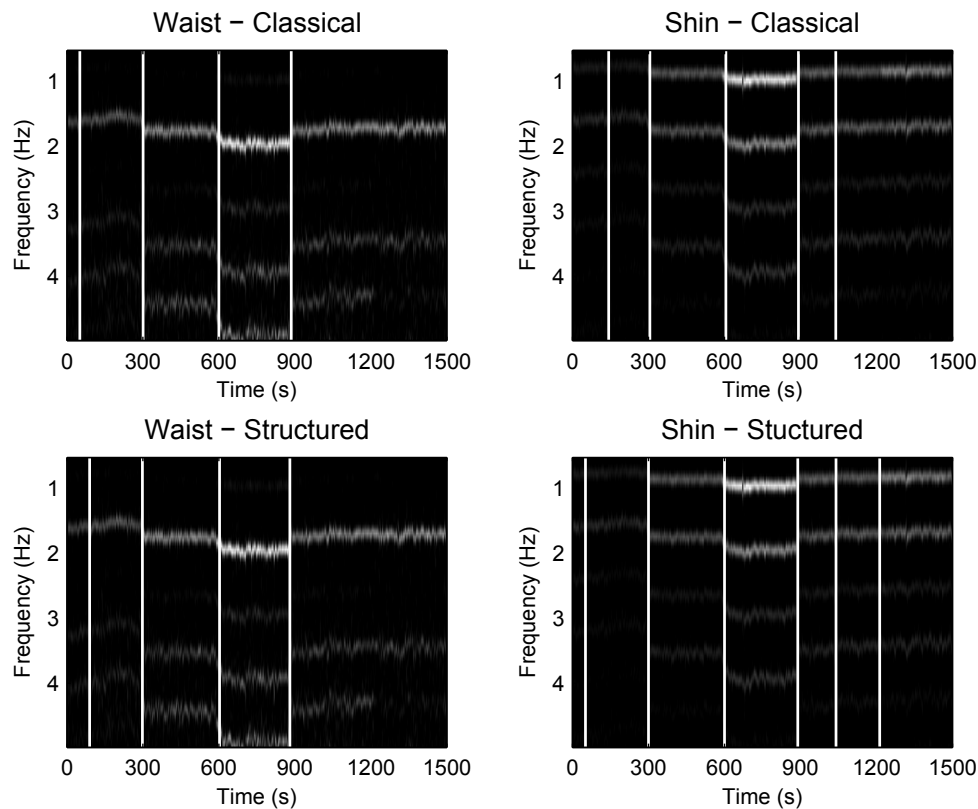 Waist − Classical
Frequency (Hz)
1
2
3
4
0 300 600 900 1200 1500
Time (s)
Shin − Classical
Frequency (Hz)
1
2
3
4
0 300 600 900 1200 1500
Time (s)
Waist − Structured
Frequency (Hz)
1
2
3
4
0 300 600 900 1200 1500
Time (s)
Shin − Stuctured
Frequency (Hz)
1
2
3
4
0 300 600 900 1200 1500
Time (s)